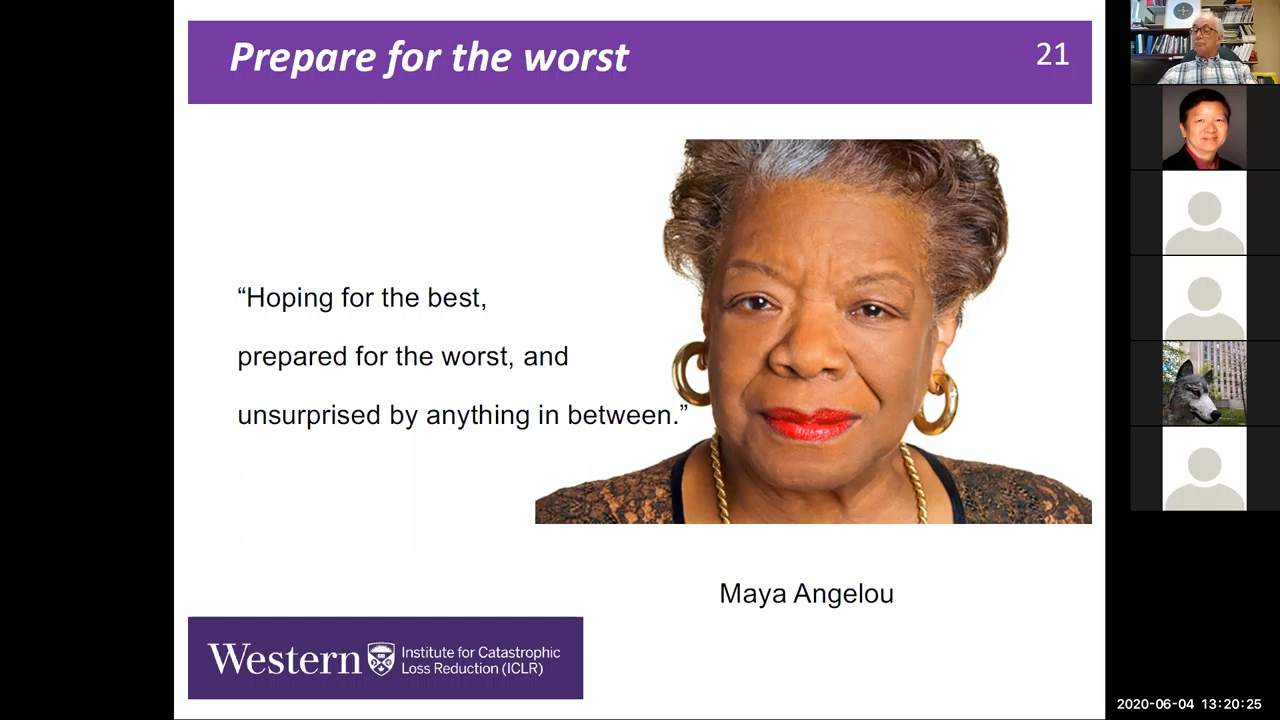 Prepare for the worst
21
“Hoping for the best,
prepared for the worst, and
unsurprised by anything in between.”
Maya Angelou
Western
Institute for Catastrophic
Loss Reduction (ICLR)
2020-06-04 13:20:25